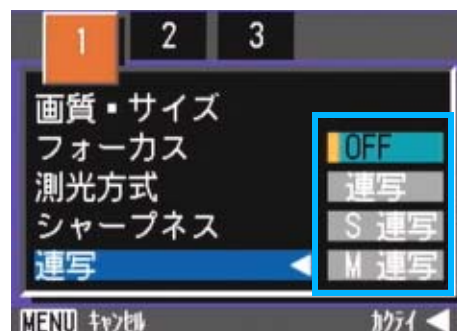 1 2 3
画質・サイズ
フォーカス OFF
測光方式 連写
シャープネス S 連写
連写 M 連写
MENU ｷｬﾝｾﾙ ｶｸﾃｲ